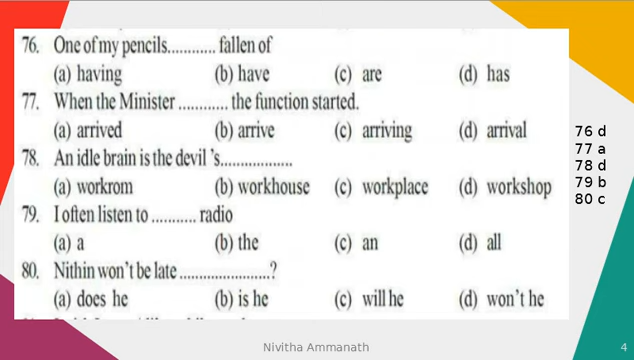 76. One of my pencils............ fallen of
(a) having (b) have (c) are (d) has
77. When the Minister ............ the function started.
(a) arrived (b) arrive (c) arriving (d) arrival
78. An idle brain is the devil 's..................
(a) workrom (b) workhouse (c) workplace (d) workshop
79. I often listen to ........... radio
(a) a (b) the (c) an (d) all
80. Nithin won't be late ......................?
(a) does he (b) is he (c) will he (d) won't he
76 d
77 a
78 d
79 b
80 c
Nivitha Ammanath
4